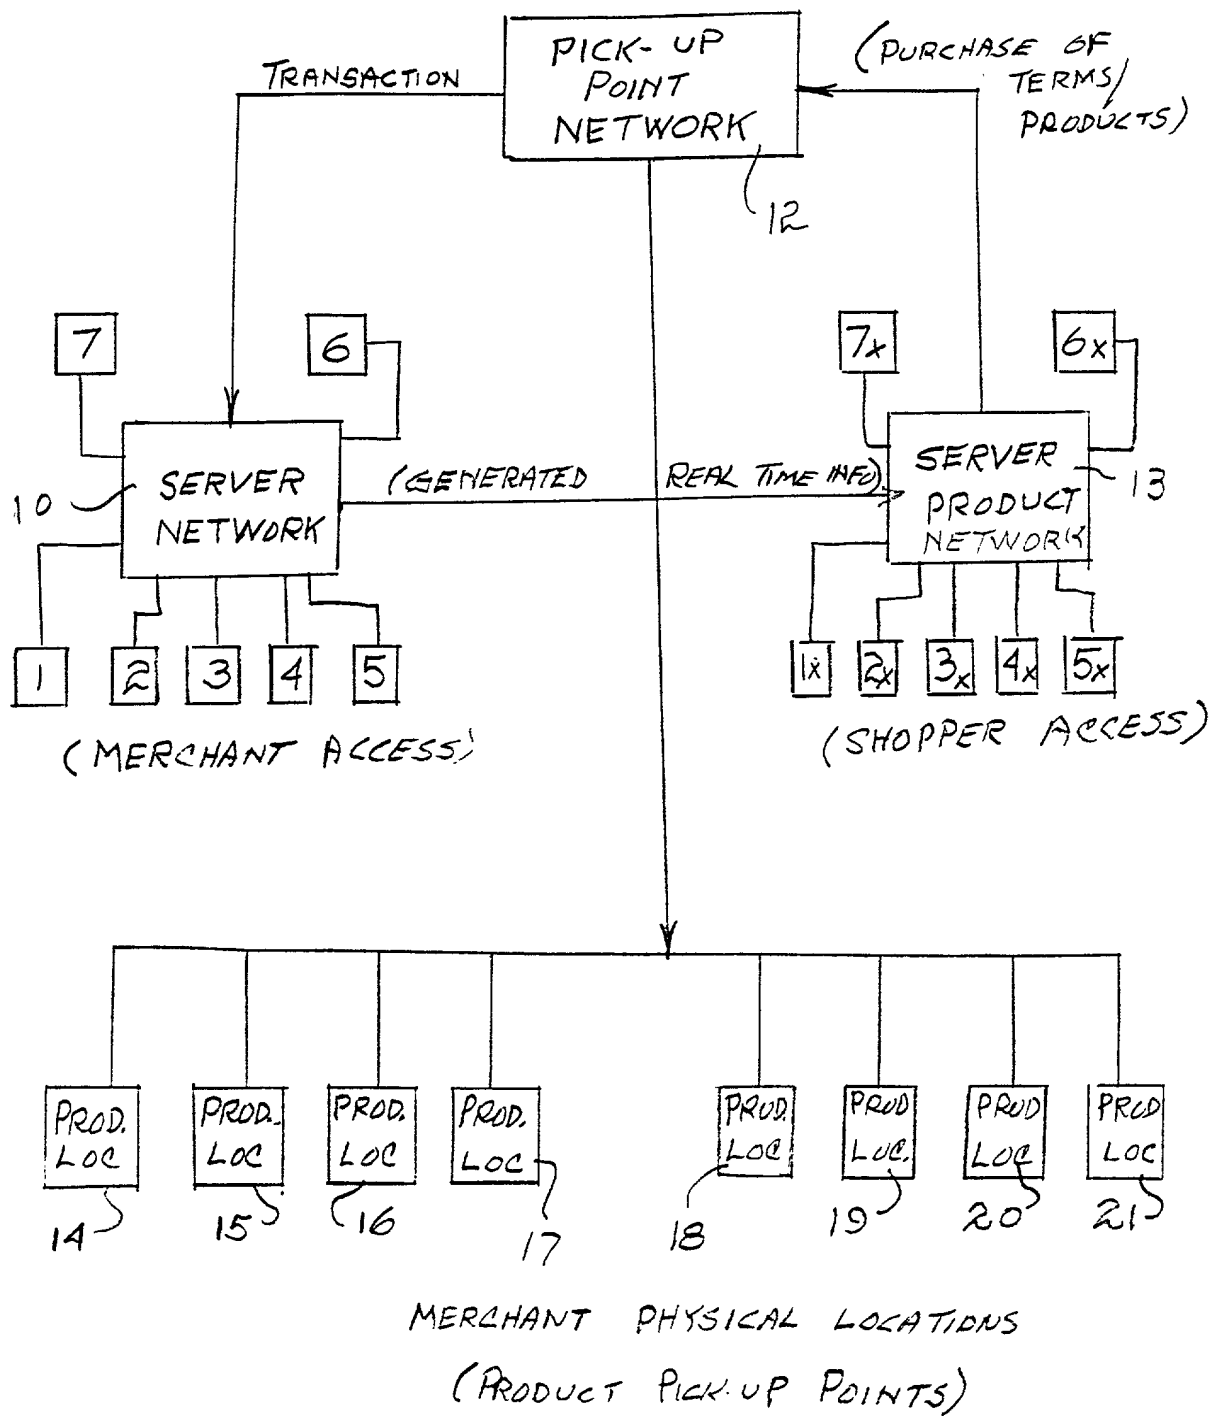 PICK-UP
POINT
NETWORK
TRANSACTION
(PURCHASE OF
TERMS/
PRODUCTS)
12
7
6
7x
6x
SERVER
NETWORK
10
(GENERATED REAL TIME INFO)
SERVER
PRODUCT
NETWORK
13
1
2
3
4
5
1x
2x
3x
4x
5x
(MERCHANT ACCESS)
(SHOPPER ACCESS)
PROD.
LOC
PROD.
LOC
PROD.
LOC
PROD.
LOC
PROD.
LOC
PROD
LOC.
PROD
LOC
PROD
LOC
14
15
16
17
18
19
20
21
MERCHANT PHYSICAL LOCATIONS
(PRODUCT PICK-UP POINTS)